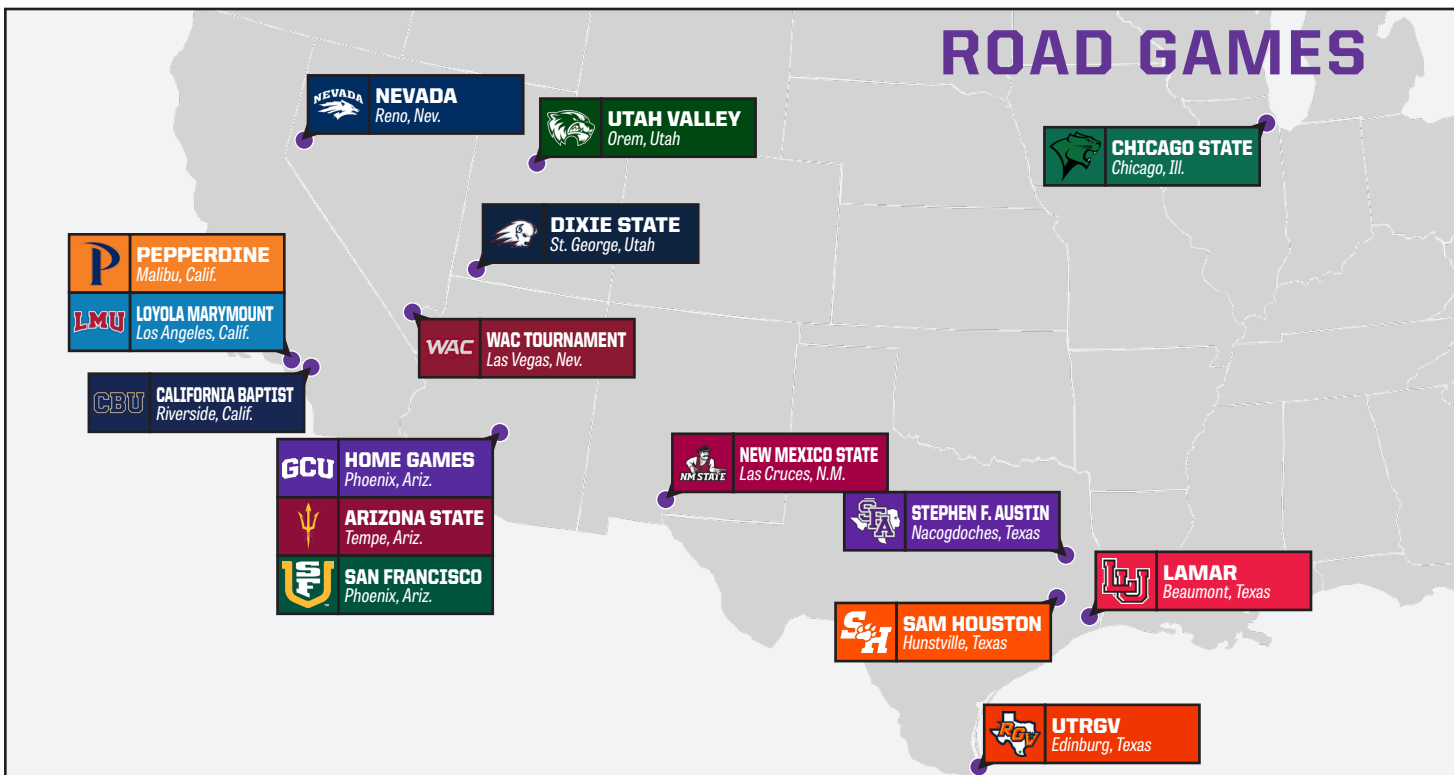 ROAD GAMES
NEVADA
NEVADA
Reno, Nev.
UTAH VALLEY
Orem, Utah
CHICAGO STATE
Chicago, Ill.
DIXIE STATE
St. George, Utah
P
PEPPERDINE
Malibu, Calif.
LMU
LOYOLA MARYMOUNT
Los Angeles, Calif.
WAC
WAC TOURNAMENT
Las Vegas, Nev.
CBU
CALIFORNIA BAPTIST
Riverside, Calif.
GCU
HOME GAMES
Phoenix, Ariz.
ARIZONA STATE
Tempe, Ariz.
USF
SAN FRANCISCO
Phoenix, Ariz.
NM STATE
NEW MEXICO STATE
Las Cruces, N.M.
SFA
STEPHEN F. AUSTIN
Nacogdoches, Texas
LU
LAMAR
Beaumont, Texas
SH
SAM HOUSTON
Hunstville, Texas
RGV
UTRGV
Edinburg, Texas